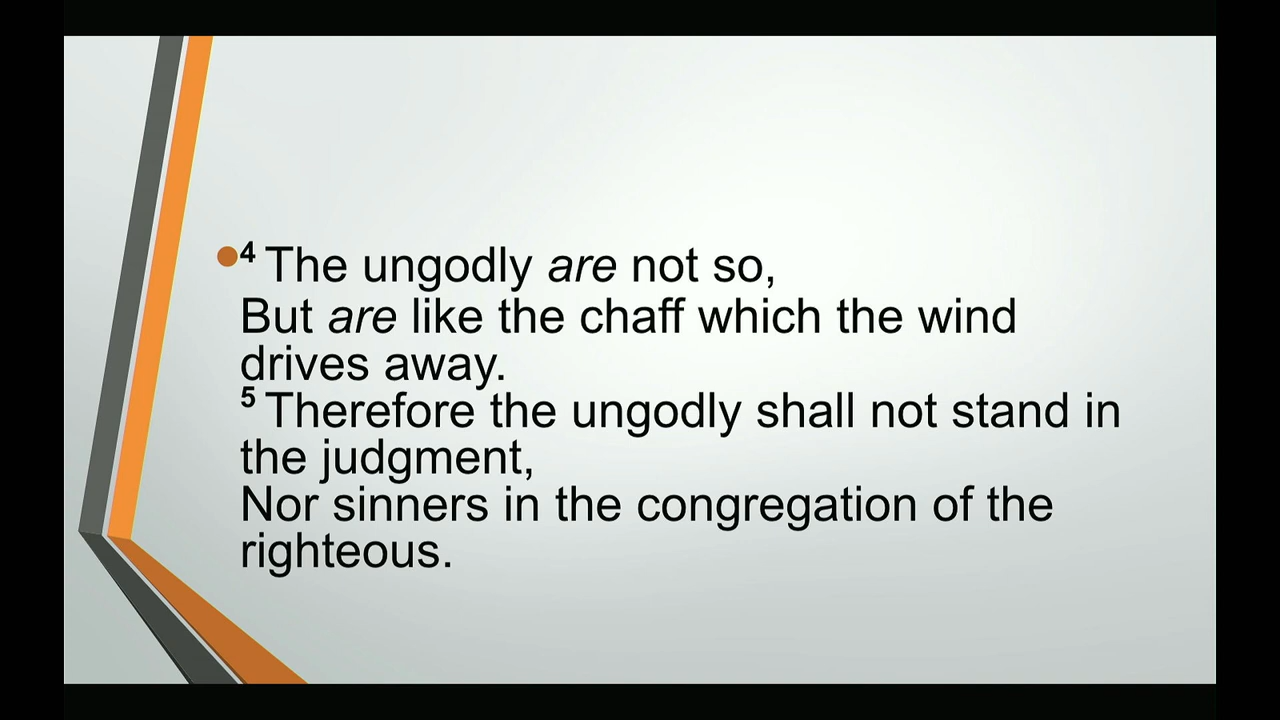 4 The ungodly are not so,
But are like the chaff which the wind
drives away.
5 Therefore the ungodly shall not stand in
the judgment,
Nor sinners in the congregation of the
righteous.